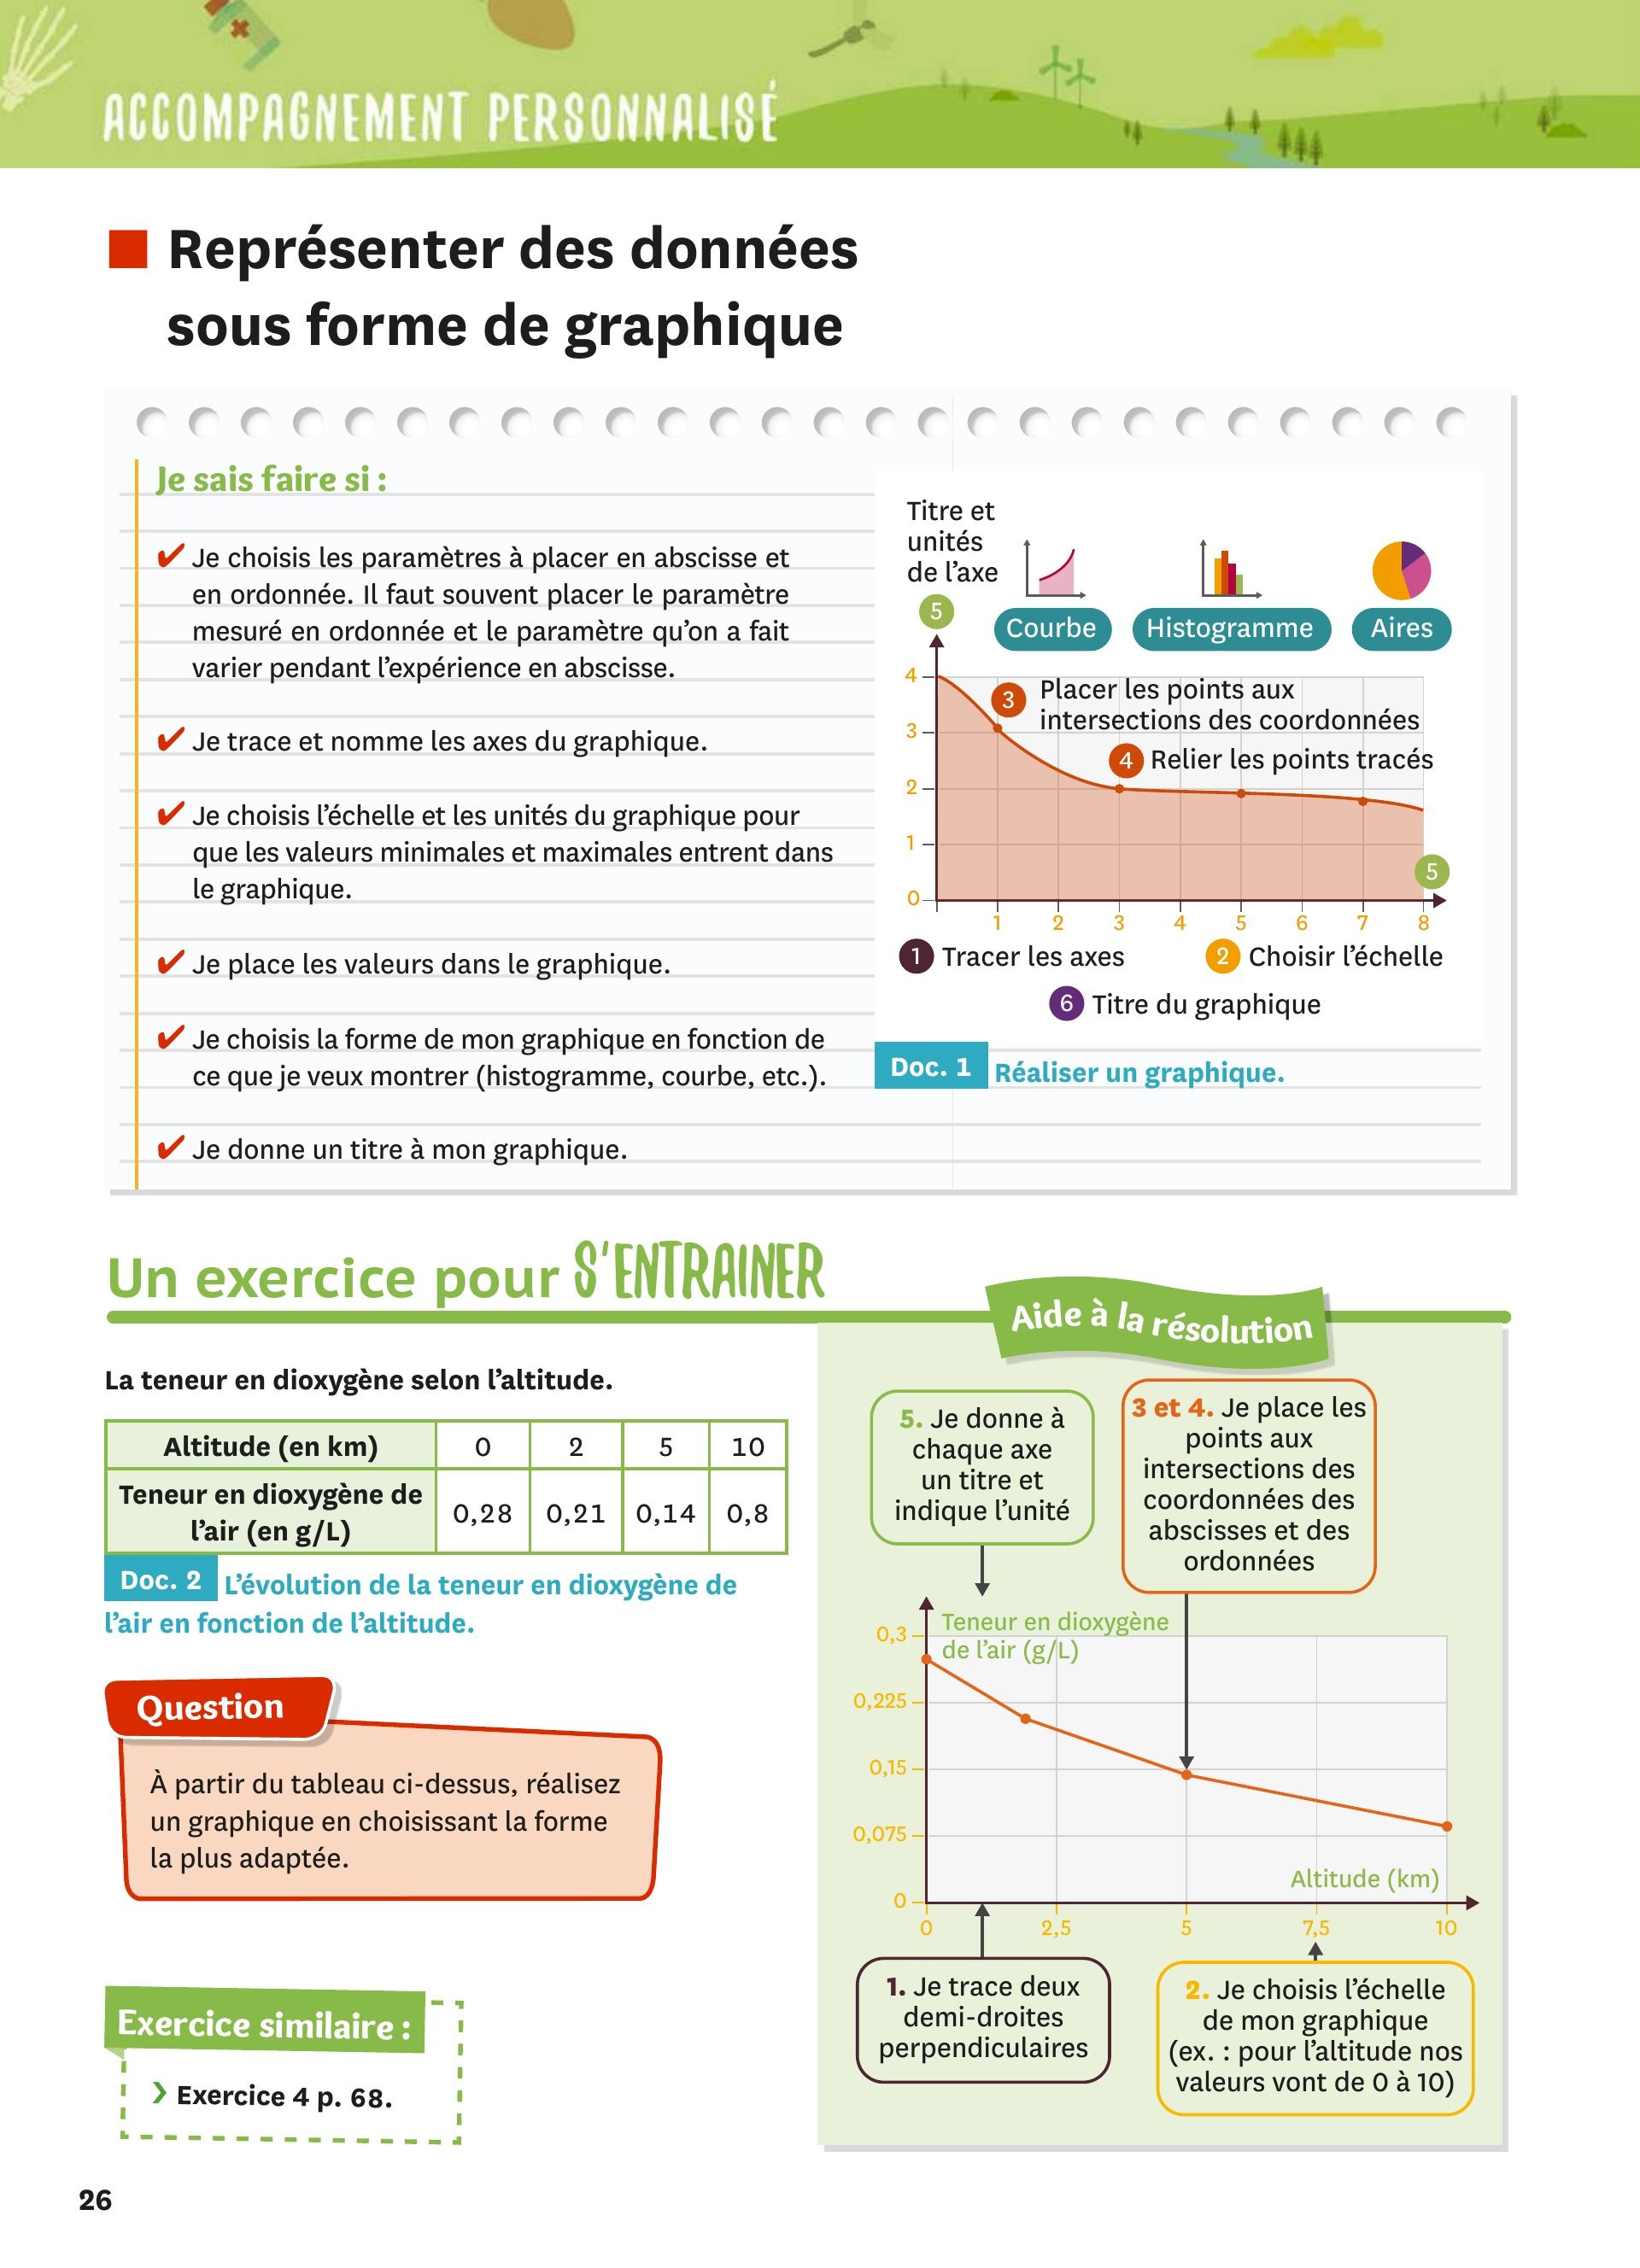 ACCOMPAGNEMENT PERSONNALISÉ
Représenter des données
sous forme de graphique
Je sais faire si :
✔ Je choisis les paramètres à placer en abscisse et
en ordonnée. Il faut souvent placer le paramètre
mesuré en ordonnée et le paramètre qu’on a fait
varier pendant l’expérience en abscisse.
✔ Je trace et nomme les axes du graphique.
✔ Je choisis l’échelle et les unités du graphique pour
que les valeurs minimales et maximales entrent dans
le graphique.
✔ Je place les valeurs dans le graphique.
✔ Je choisis la forme de mon graphique en fonction de
ce que je veux montrer (histogramme, courbe, etc.).
✔ Je donne un titre à mon graphique.
Titre et
unités
de l’axe
5
Courbe Histogramme Aires
4
3 Placer les points aux
intersections des coordonnées
3
4 Relier les points tracés
2
1
5
0
1 2 3 4 5 6 7 8
1 Tracer les axes 2 Choisir l’échelle
6 Titre du graphique
Doc. 1 Réaliser un graphique.
Un exercice pour S'ENTRAINER
La teneur en dioxygène selon l’altitude.
Altitude (en km) 0 2 5 10
Teneur en dioxygène de
l’air (en g/L) 0,28 0,21 0,14 0,8
Doc. 2 L’évolution de la teneur en dioxygène de
l’air en fonction de l’altitude.
Question
À partir du tableau ci-dessus, réalisez
un graphique en choisissant la forme
la plus adaptée.
Exercice similaire :
❯ Exercice 4 p. 68.
Aide à la résolution
5. Je donne à
chaque axe
un titre et
indique l’unité
3 et 4. Je place les
points aux
intersections des
coordonnées des
abscisses et des
ordonnées
Teneur en dioxygène
de l’air (g/L)
0,3
0,225
0,15
0,075
0
Altitude (km)
0 2,5 5 7,5 10
1. Je trace deux
demi-droites
perpendiculaires
2. Je choisis l’échelle
de mon graphique
(ex. : pour l’altitude nos
valeurs vont de 0 à 10)
26